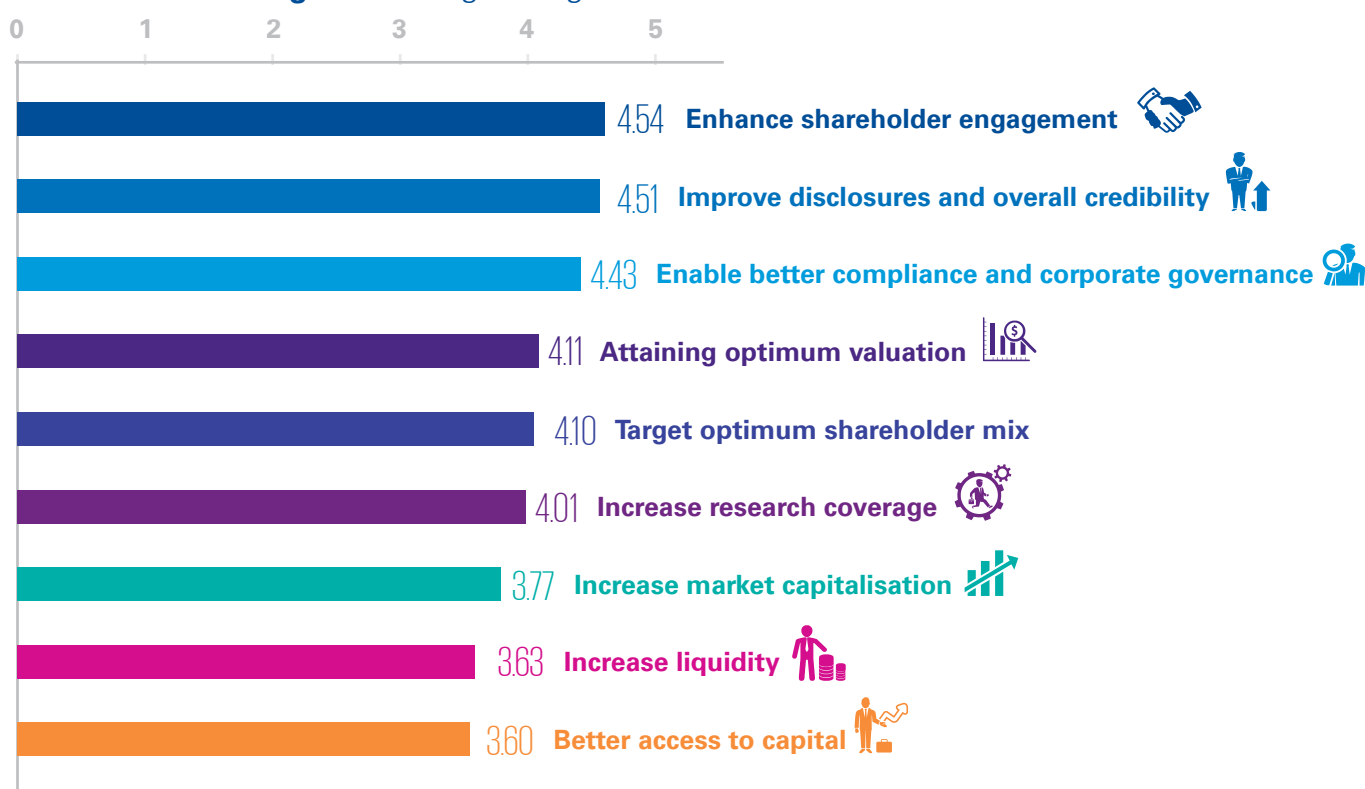 0 1 2 3 4 5
4.54 Enhance shareholder engagement
4.51 Improve disclosures and overall credibility
4.43 Enable better compliance and corporate governance
4.11 Attaining optimum valuation
4.10 Target optimum shareholder mix
4.01 Increase research coverage
3.77 Increase market capitalisation
3.63 Increase liquidity
3.60 Better access to capital